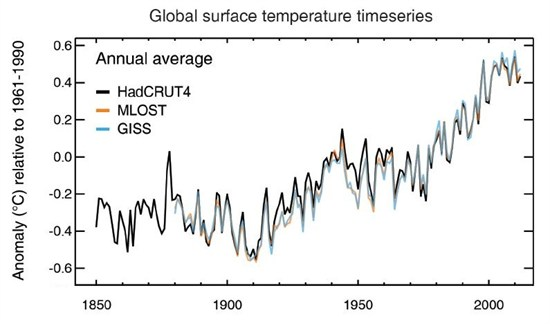 Global surface temperature timeseries
Anomaly (°C) relative to 1961-1990
Annual average
HadCRUT4
MLOST
GISS
0.6
0.4
0.2
0.0
-0.2
-0.4
-0.6
1850 1900 1950 2000